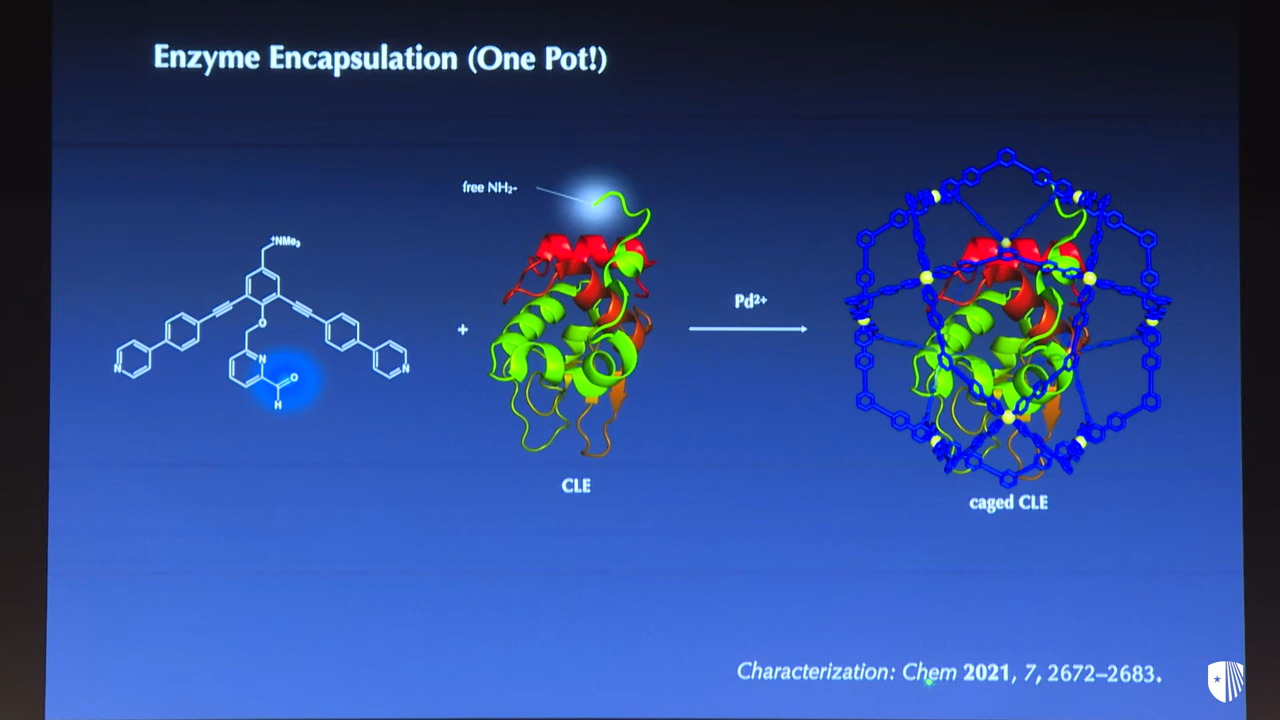 Enzyme Encapsulation (One Pot!)
free NH₂-
⁺NMe₃
O
N
N
N
O
H
+
Pd²⁺
CLE
caged CLE
Characterization: Chem 2021, 7, 2672–2683.